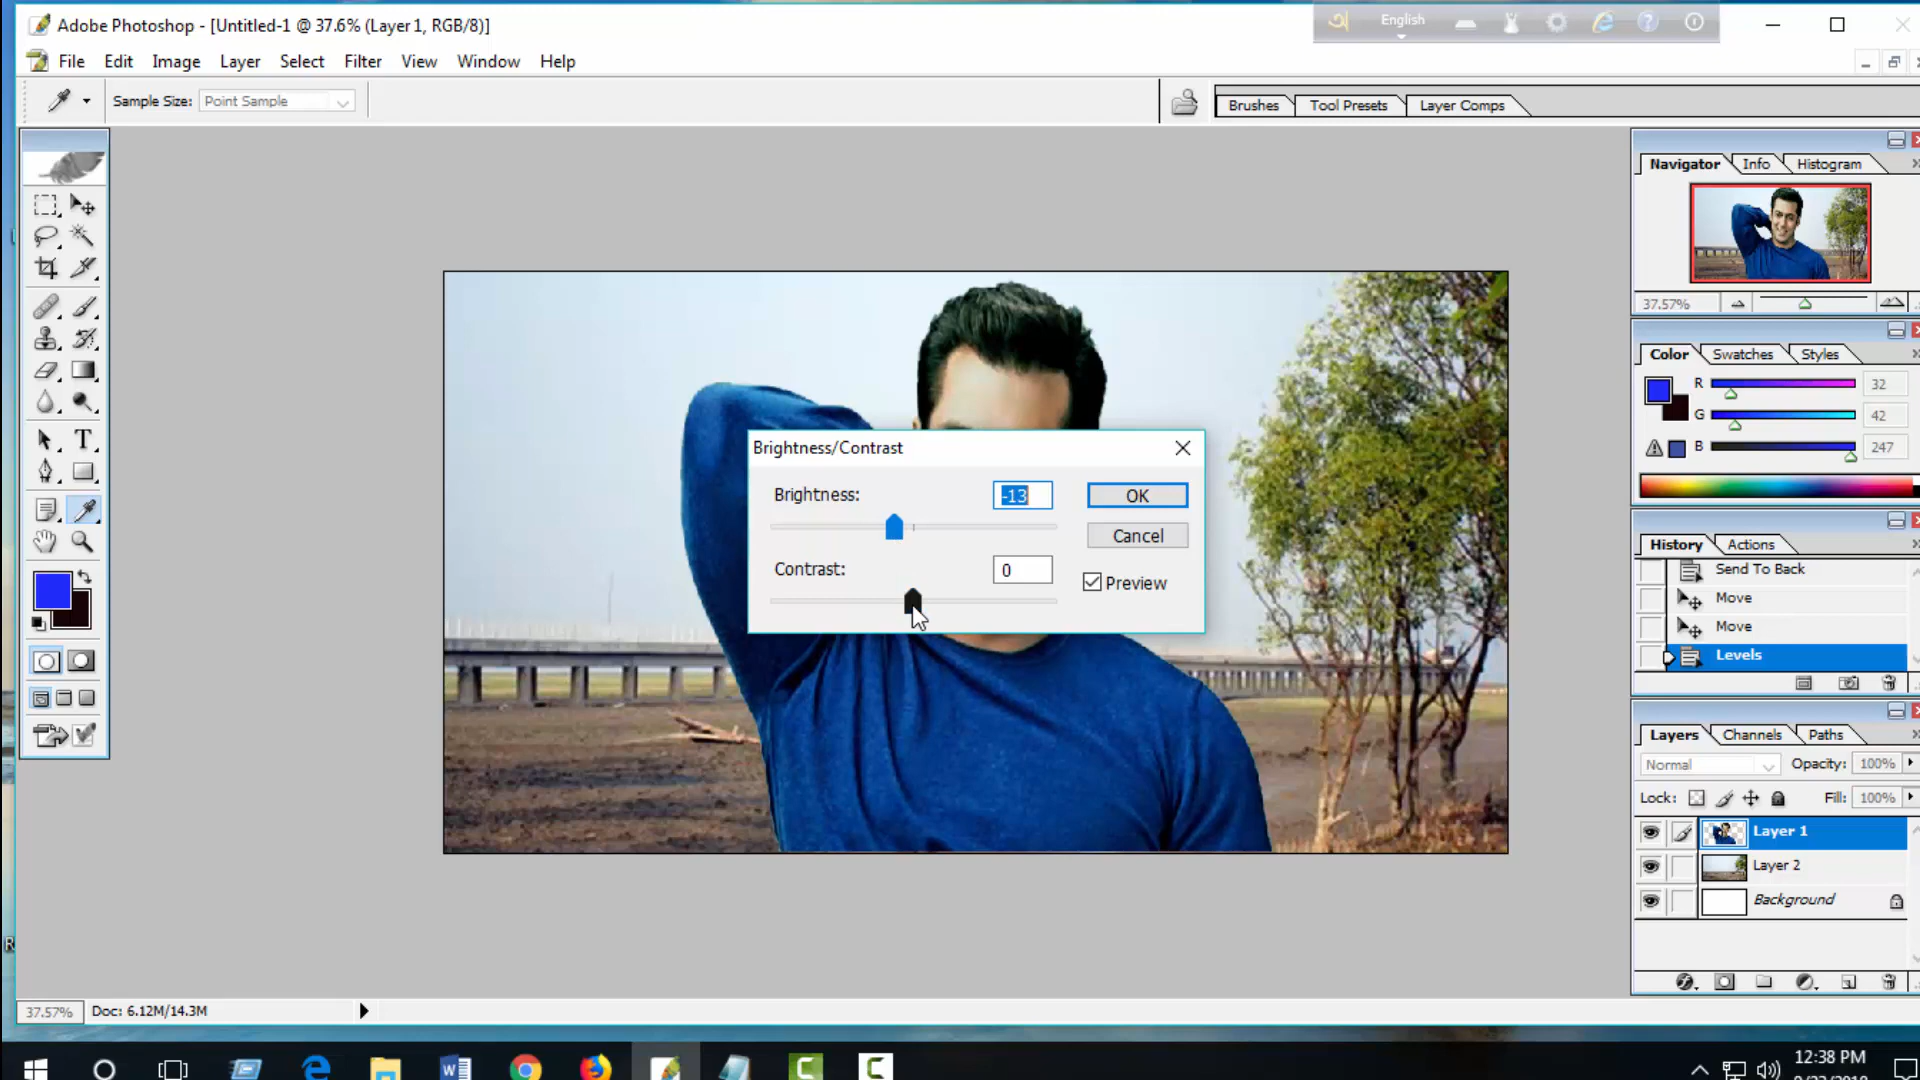 Adobe Photoshop - [Untitled-1 @ 37.6% (Layer 1, RGB/8)]
অ English
File Edit Image Layer Select Filter View Window Help
Sample Size: Point Sample
Brushes Tool Presets Layer Comps
Navigator Info Histogram
37.57%
Color Swatches Styles
R 32
G 42
B 247
Brightness/Contrast
Brightness: -13 OK
Cancel
Contrast: 0
Preview
History Actions
Send To Back
Move
Move
Levels
Layers Channels Paths
Normal Opacity: 100%
Lock: Fill: 100%
Layer 1
Layer 2
Background
37.57% Doc: 6.12M/14.3M
12:38 PM